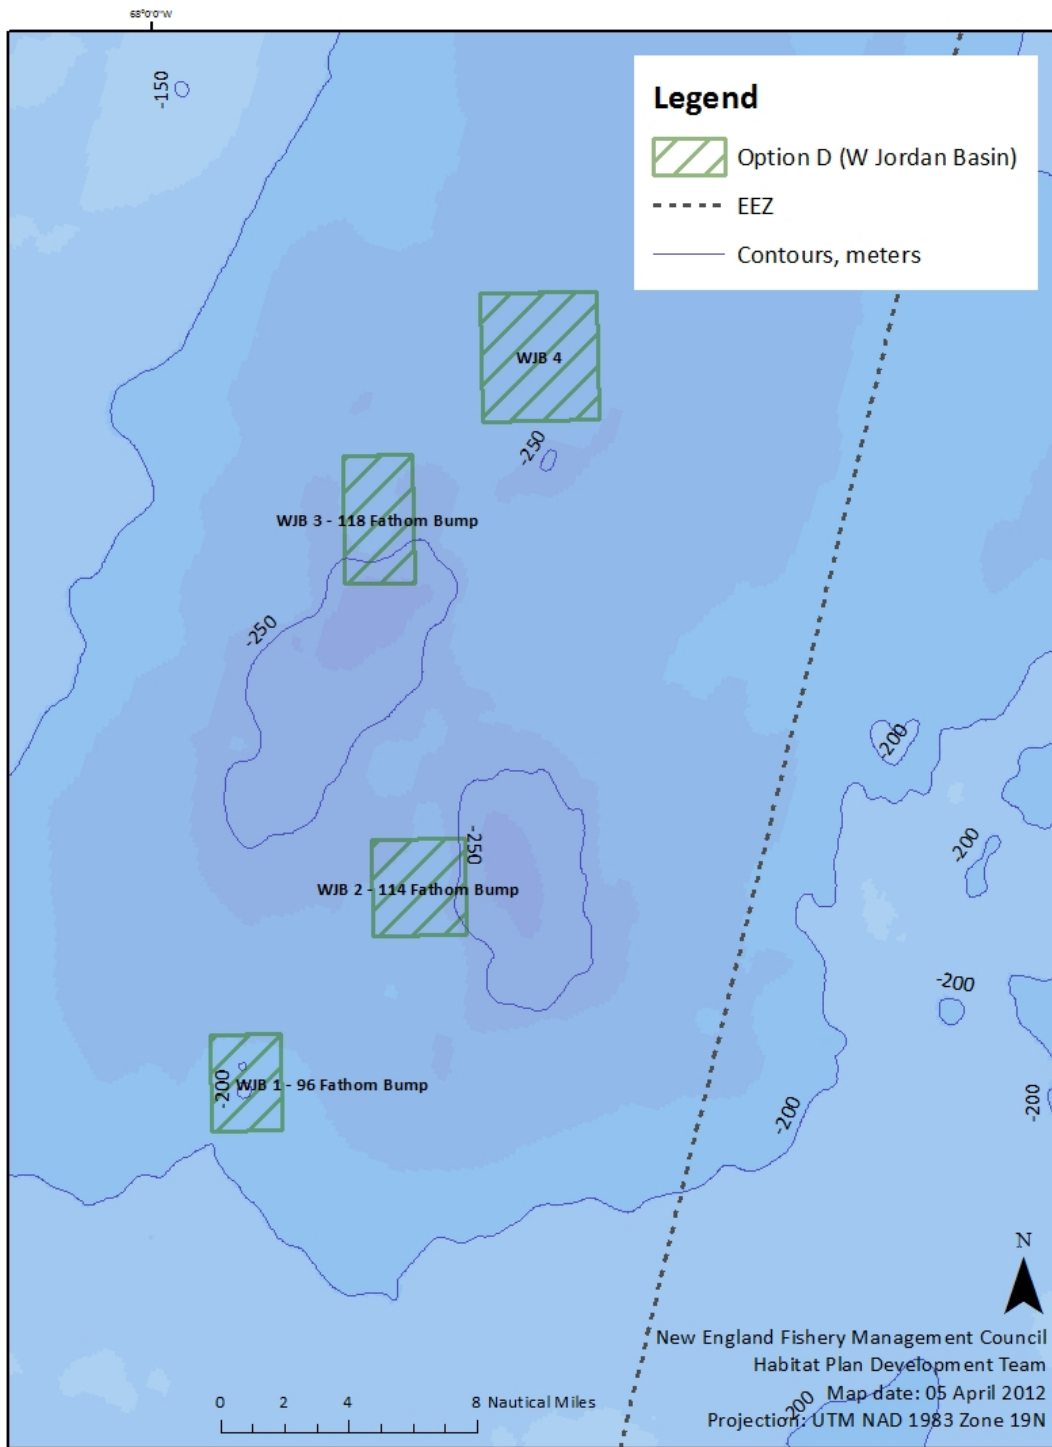 68°0'0"W
-150
Legend
Option D (W Jordan Basin)
EEZ
Contours, meters
WJB 4
-250
WJB 3 - 118 Fathom Bump
-250
-200
-250
-200
WJB 2 - 114 Fathom Bump
-200
-200
WJB 1 - 96 Fathom Bump
-200
-200
N
New England Fishery Management Council
Habitat Plan Development Team
Map date: 05 April 2012
200
Projection: UTM NAD 1983 Zone 19N
0 2 4 8 Nautical Miles